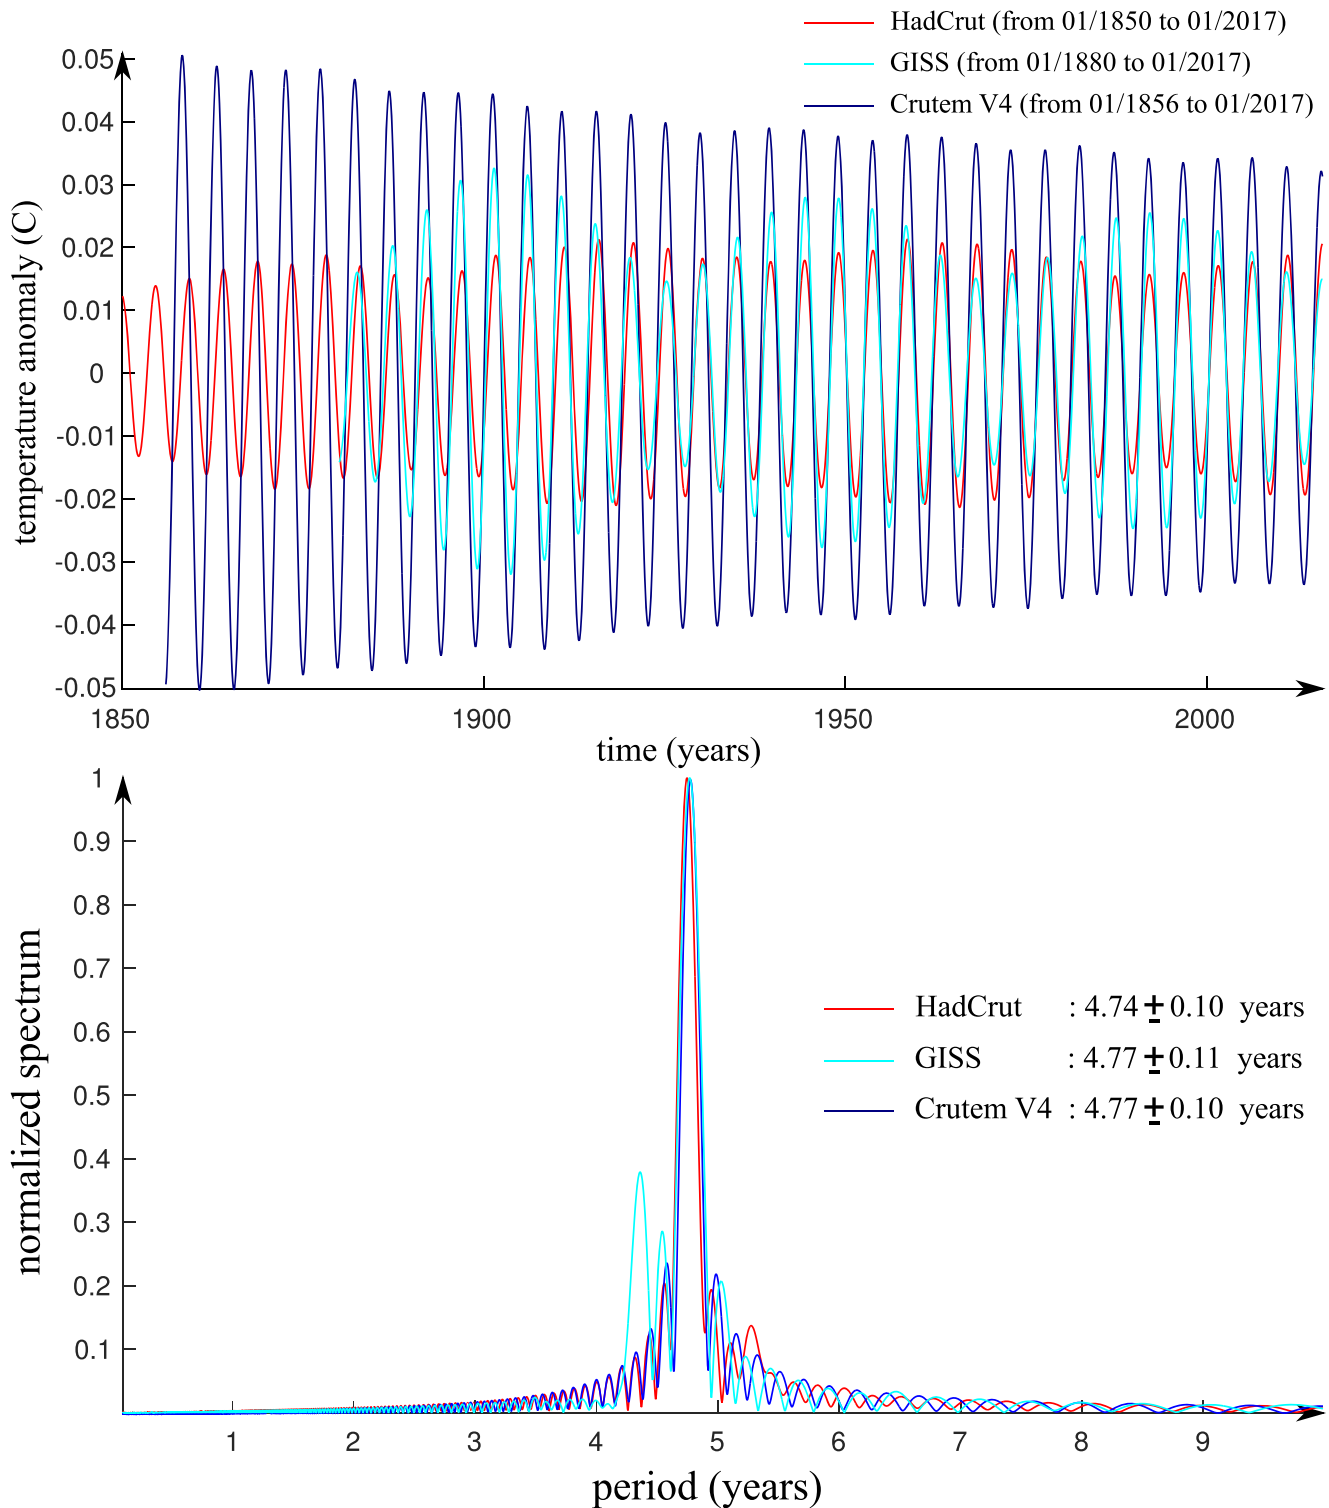 HadCrut (from 01/1850 to 01/2017)
GISS (from 01/1880 to 01/2017)
Crutem V4 (from 01/1856 to 01/2017)
temperature anomaly (C)
0.05
0.04
0.03
0.02
0.01
0
-0.01
-0.02
-0.03
-0.04
-0.05
1850 1900 1950 2000
time (years)
normalized spectrum
1
0.9
0.8
0.7
0.6
0.5
0.4
0.3
0.2
0.1
HadCrut : 4.74 ± 0.10 years
GISS : 4.77 ± 0.11 years
Crutem V4 : 4.77 ± 0.10 years
1 2 3 4 5 6 7 8 9
period (years)